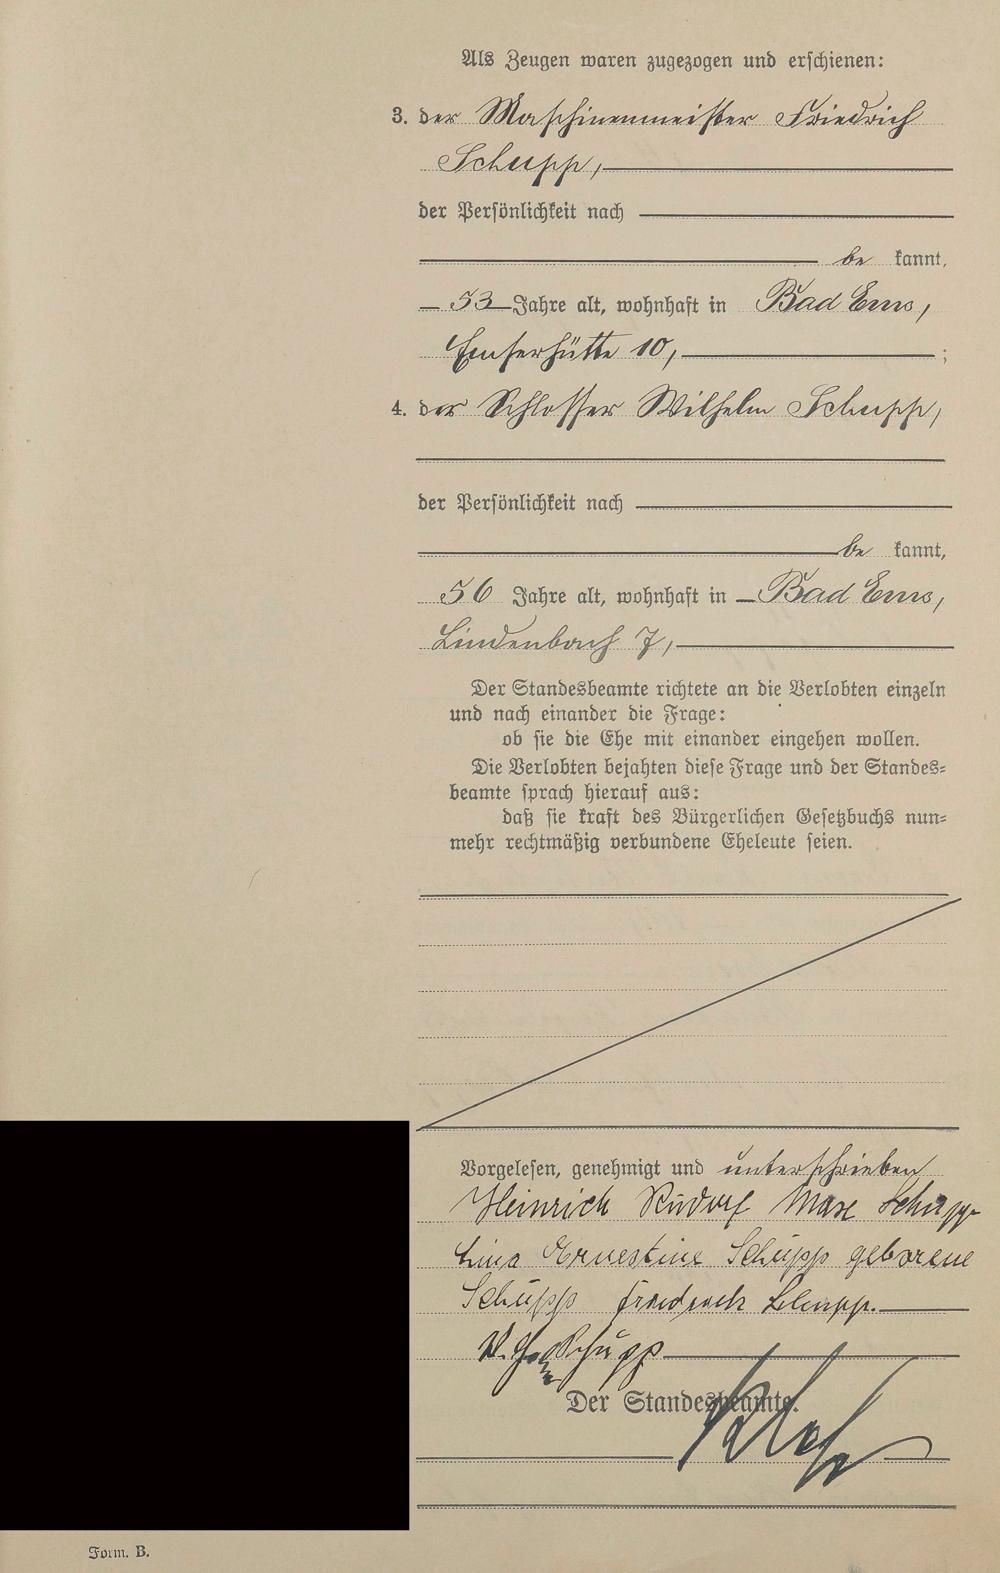 Als Zeugen waren zugezogen und erschienen:
3. der Maschinenmeister Friedrich
Schupp,
der Persönlichkeit nach
be kannt,
53 Jahre alt, wohnhaft in Bad Ems,
Emserhütte 10, ;
4. der Schlosser Wilhelm Schupp,
der Persönlichkeit nach
be kannt,
56 Jahre alt, wohnhaft in Bad Ems,
Lindenbach 7,
Der Standesbeamte richtete an die Verlobten einzeln
und nach einander die Frage:
ob sie die Ehe mit einander eingehen wollen.
Die Verlobten bejahten diese Frage und der Standes-
beamte sprach hierauf aus:
daß sie kraft des Bürgerlichen Gesetzbuchs nun-
mehr rechtmäßig verbundene Eheleute seien.
Vorgelesen, genehmigt und unterschrieben
Heinrich Rudolf Max Schupp
Lina Ernestine Schupp geborene
Schupp Friedrich Schupp.
Schupp
Der Standesbeamte.
Form. B.